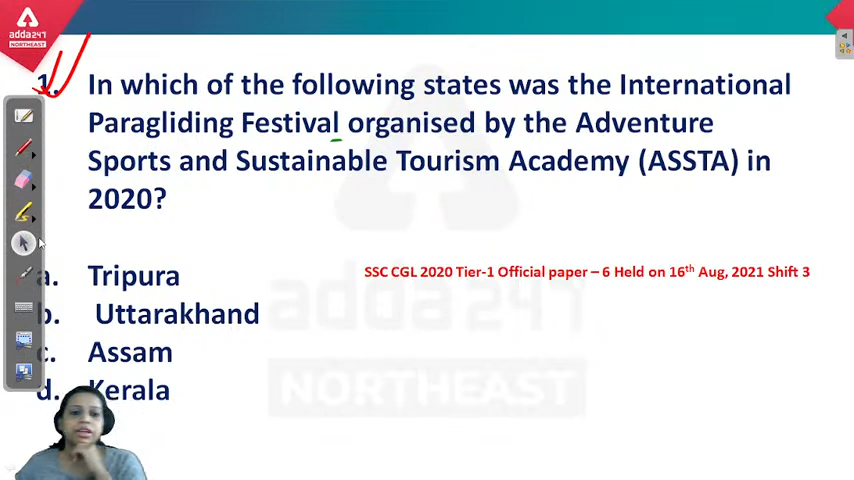 adda247
NORTHEAST
1. In which of the following states was the International
Paragliding Festival organised by the Adventure
Sports and Sustainable Tourism Academy (ASSTA) in
2020?
a. Tripura
SSC CGL 2020 Tier-1 Official paper – 6 Held on 16th Aug, 2021 Shift 3
b. Uttarakhand
c. Assam
d. Kerala
adda247
NORTHEAST